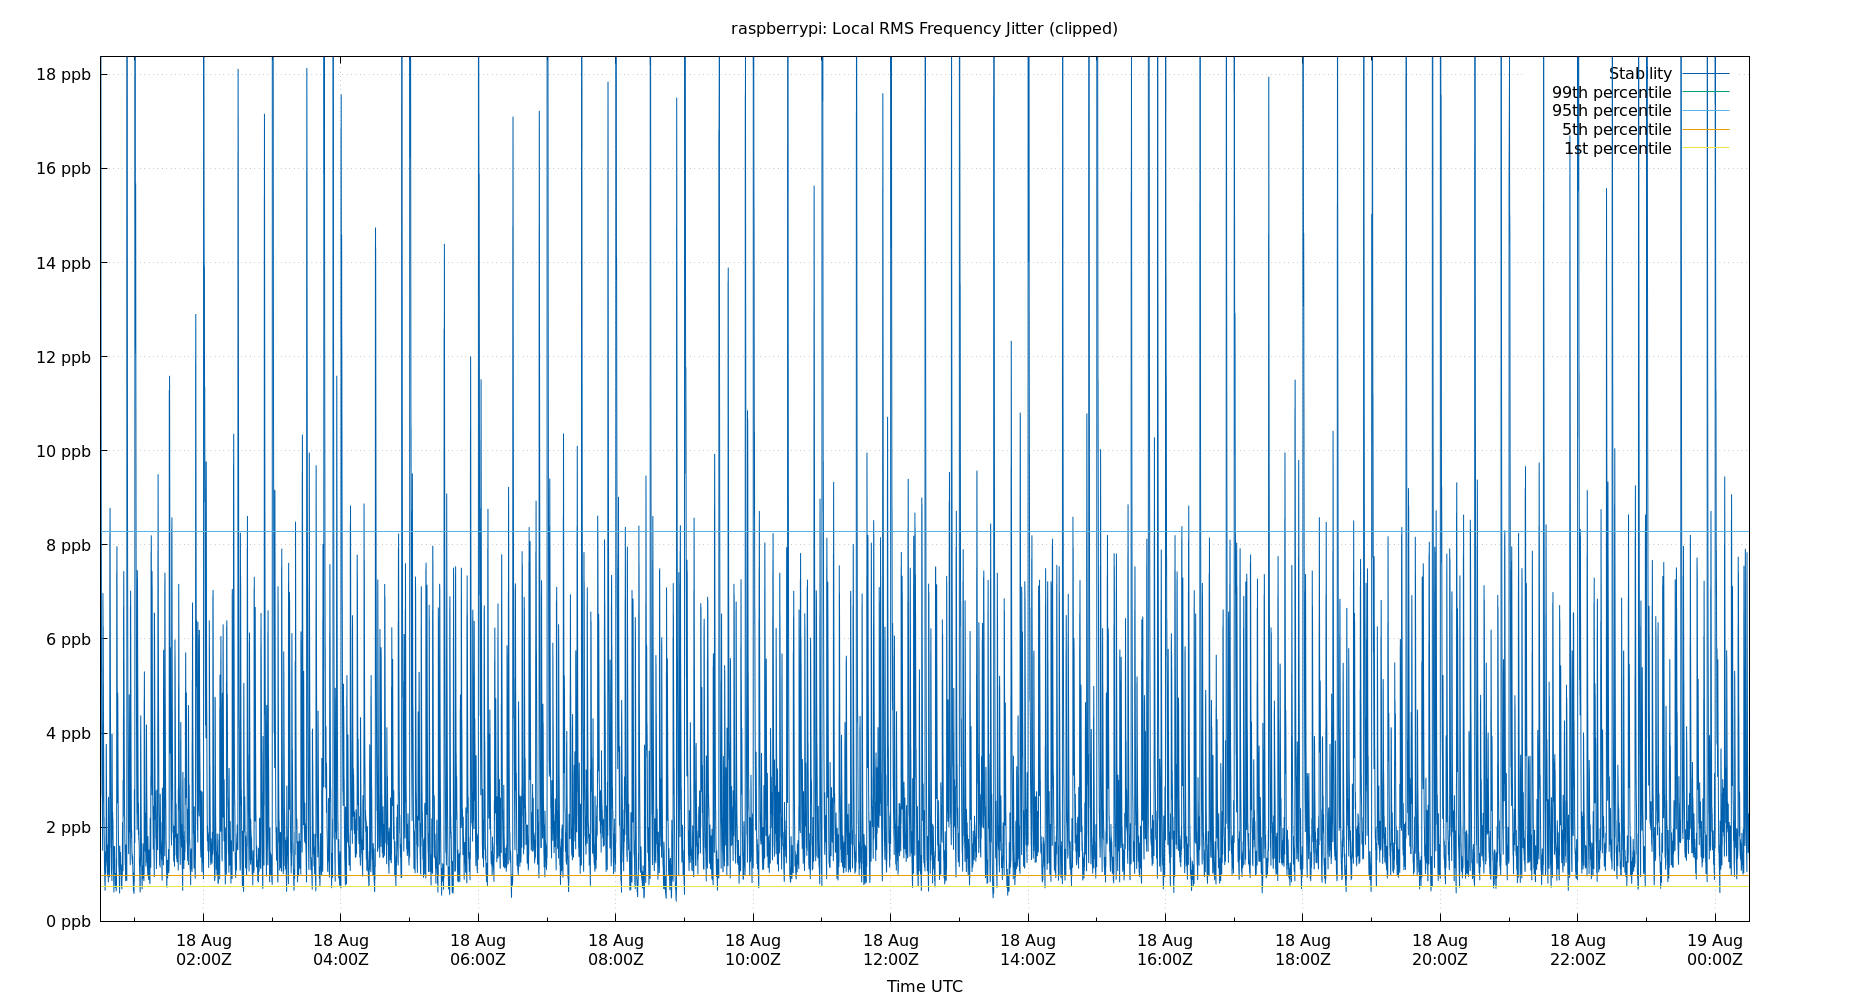 raspberrypi: Local RMS Frequency Jitter (clipped)
18 ppb
16 ppb
14 ppb
12 ppb
10 ppb
8 ppb
6 ppb
4 ppb
2 ppb
0 ppb
Stability
99th percentile
95th percentile
5th percentile
1st percentile
18 Aug 18 Aug 18 Aug 18 Aug 18 Aug 18 Aug 18 Aug 18 Aug 18 Aug 18 Aug 18 Aug 19 Aug
02:00Z 04:00Z 06:00Z 08:00Z 10:00Z 12:00Z 14:00Z 16:00Z 18:00Z 20:00Z 22:00Z 00:00Z
Time UTC